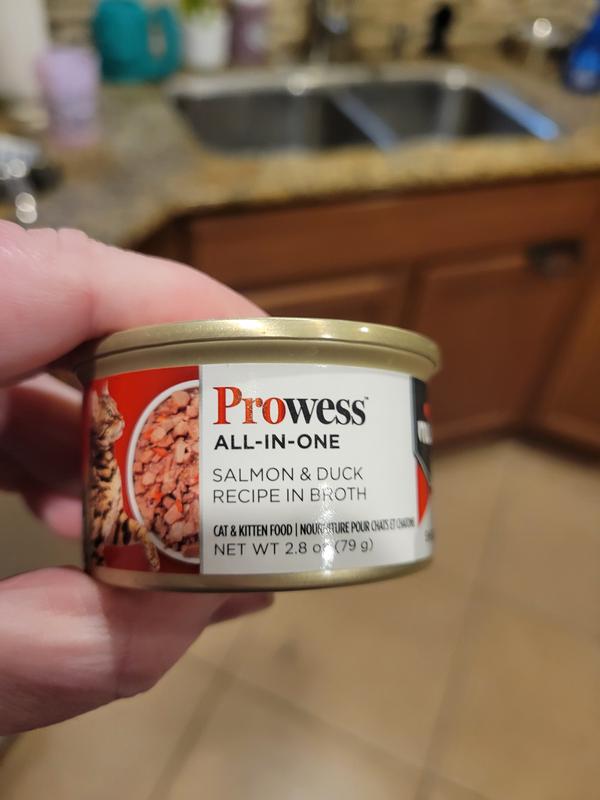 Prowess™
ALL-IN-ONE
SALMON & DUCK
RECIPE IN BROTH
CAT & KITTEN FOOD | NOURRITURE POUR CHATS ET CHATONS
NET WT 2.8 oz (79 g)